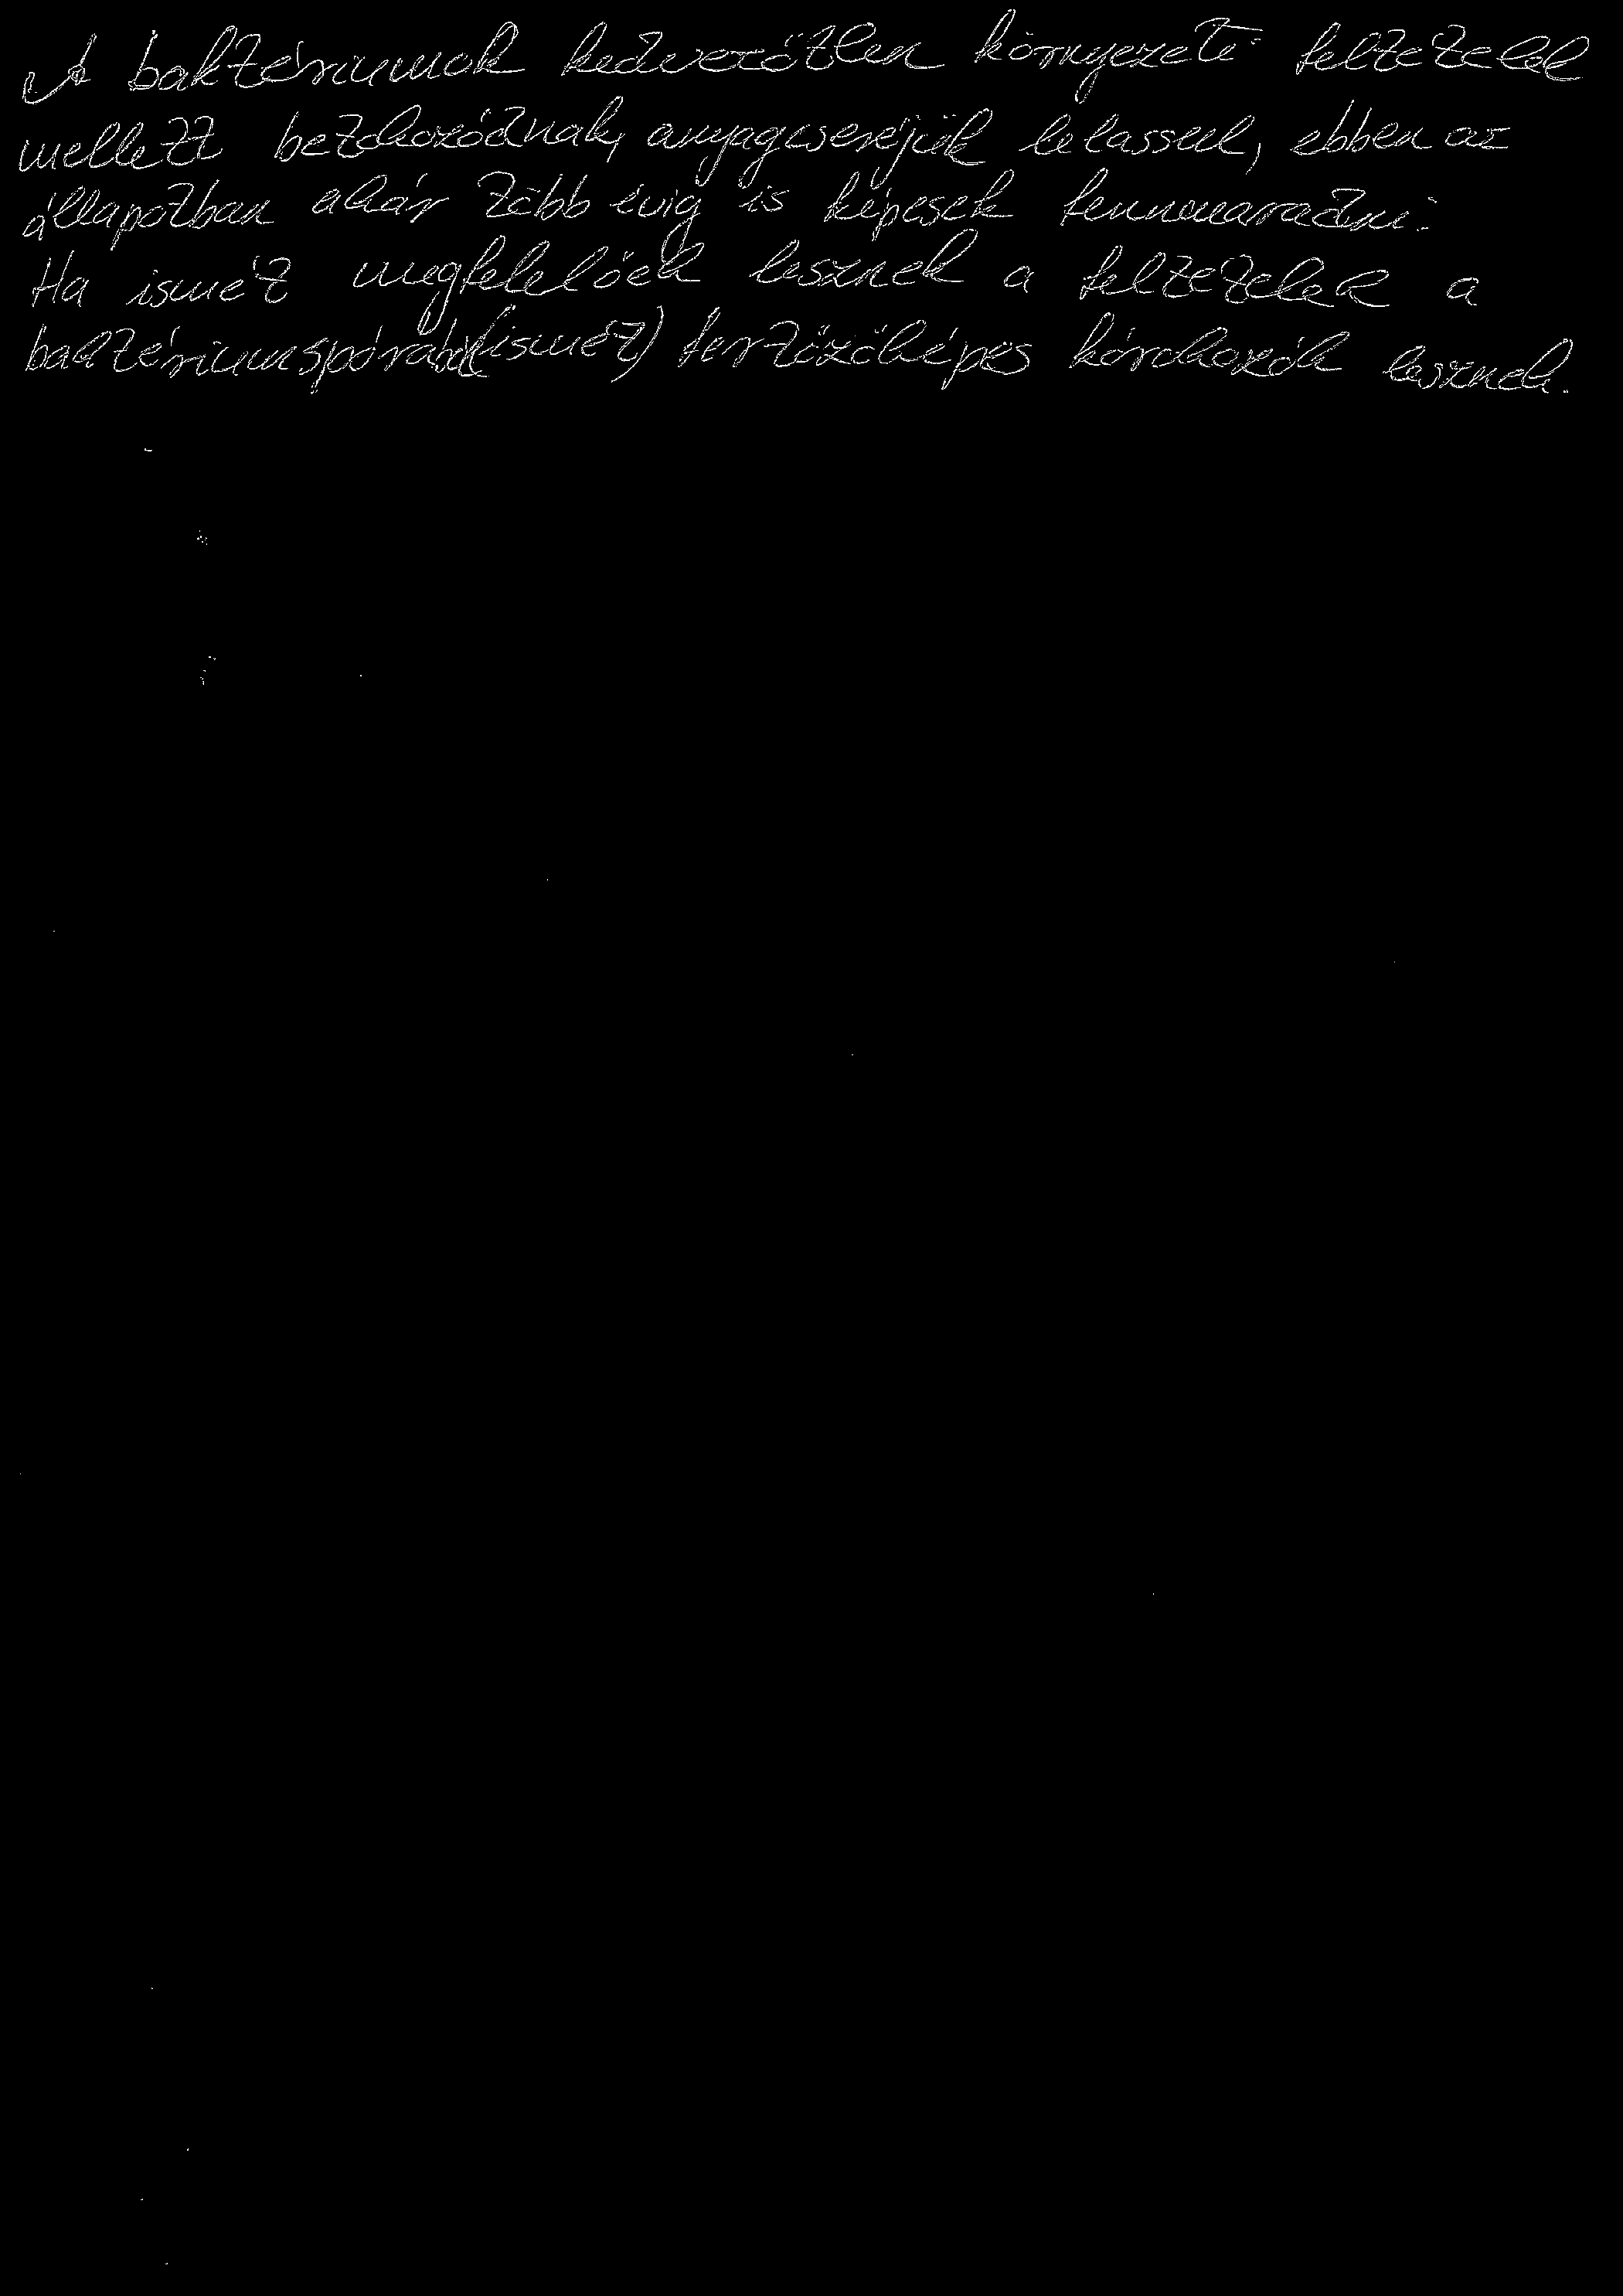 A baktériumok kedvezőtlen környezeti feltételek
mellett betokozódnak, anyagcseréjük lelassul, ebben az
állapotban akár több évig is képesek fennmaradni.
Ha ismét megfelelőek lesznek a feltételek a
baktériumspórából (ismét) fertőzőképes kórokozók lesznek.